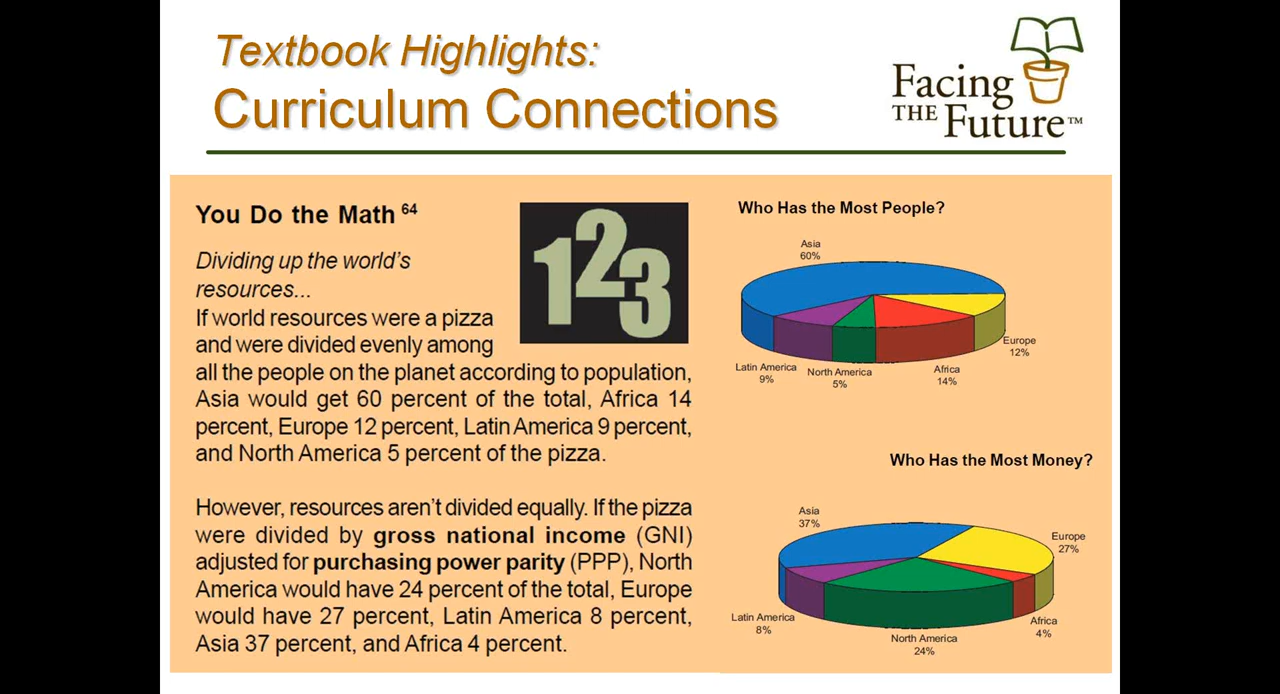 Textbook Highlights:
Curriculum Connections
Facing
THE
Future™
You Do the Math 64
123
Dividing up the world's
resources...
If world resources were a pizza
and were divided evenly among
all the people on the planet according to population,
Asia would get 60 percent of the total, Africa 14
percent, Europe 12 percent, Latin America 9 percent,
and North America 5 percent of the pizza.
However, resources aren't divided equally. If the pizza
were divided by gross national income (GNI)
adjusted for purchasing power parity (PPP), North
America would have 24 percent of the total, Europe
would have 27 percent, Latin America 8 percent,
Asia 37 percent, and Africa 4 percent.
Who Has the Most People?
Asia
60%
Europe
12%
Latin America
9%
North America
5%
Africa
14%
Who Has the Most Money?
Asia
37%
Europe
27%
Latin America
8%
North America
24%
Africa
4%